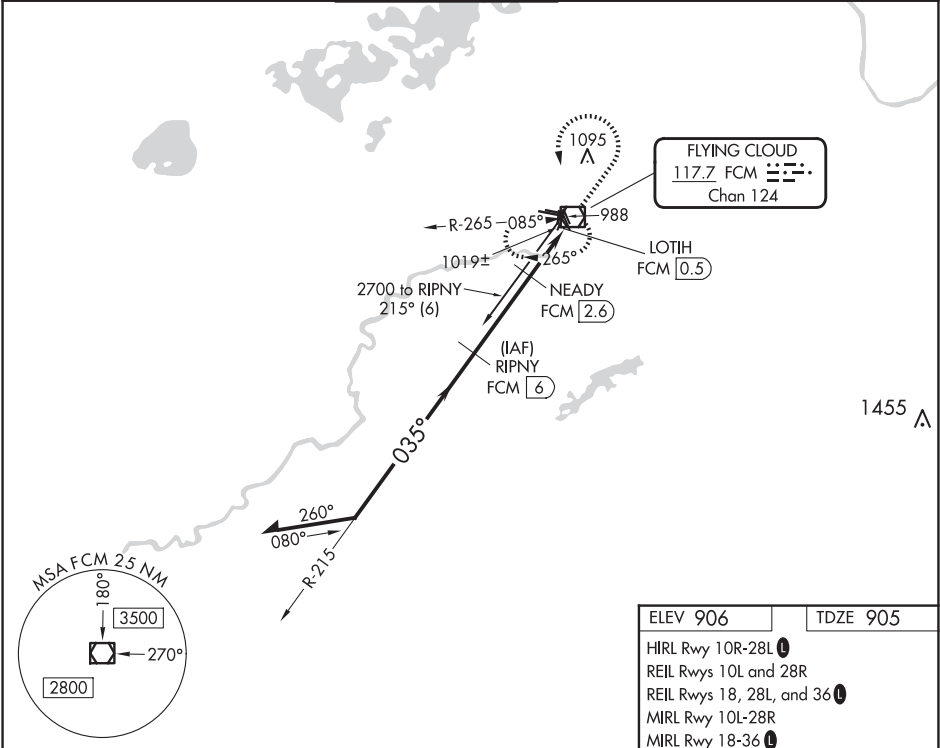 1095
FLYING CLOUD
117.7 FCM
Chan 124
988
R-265
085°
LOTIH
FCM 0.5
1019±
265°
2700 to RIPNY
215° (6)
NEADY
FCM 2.6
(IAF)
RIPNY
FCM 6
1455
035°
260°
080°
R-215
MSA FCM 25 NM
180°
3500
270°
2800
ELEV 906
TDZE 905
HIRL Rwy 10R-28L L
REIL Rwys 10L and 28R
REIL Rwys 18, 28L, and 36 L
MIRL Rwy 10L-28R
MIRL Rwy 18-36 L